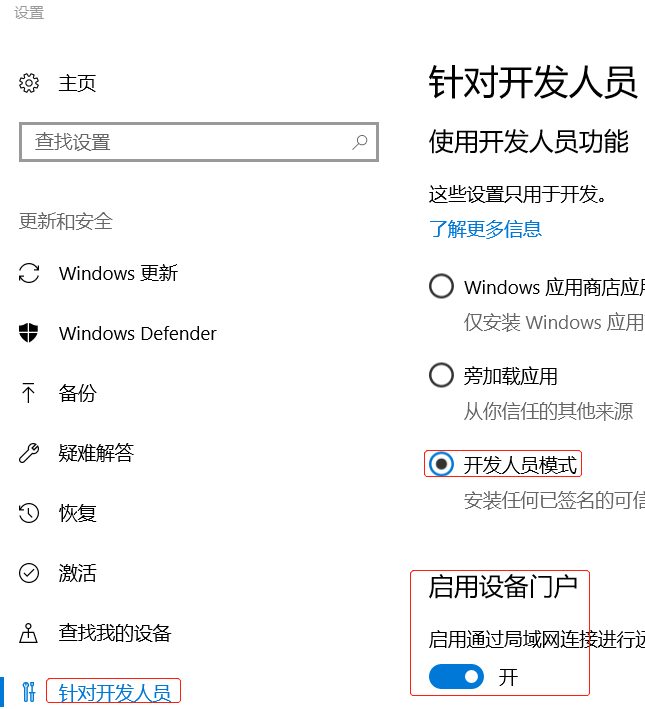 设置
主页
查找设置
更新和安全
Windows 更新
Windows Defender
备份
疑难解答
恢复
激活
查找我的设备
针对开发人员
针对开发人员
使用开发人员功能
这些设置只用于开发。
了解更多信息
Windows 应用商店应
仅安装 Windows 应用
旁加载应用
从你信任的其他来源
开发人员模式
安装任何已签名的可信
启用设备门户
启用通过局域网连接进行远
开